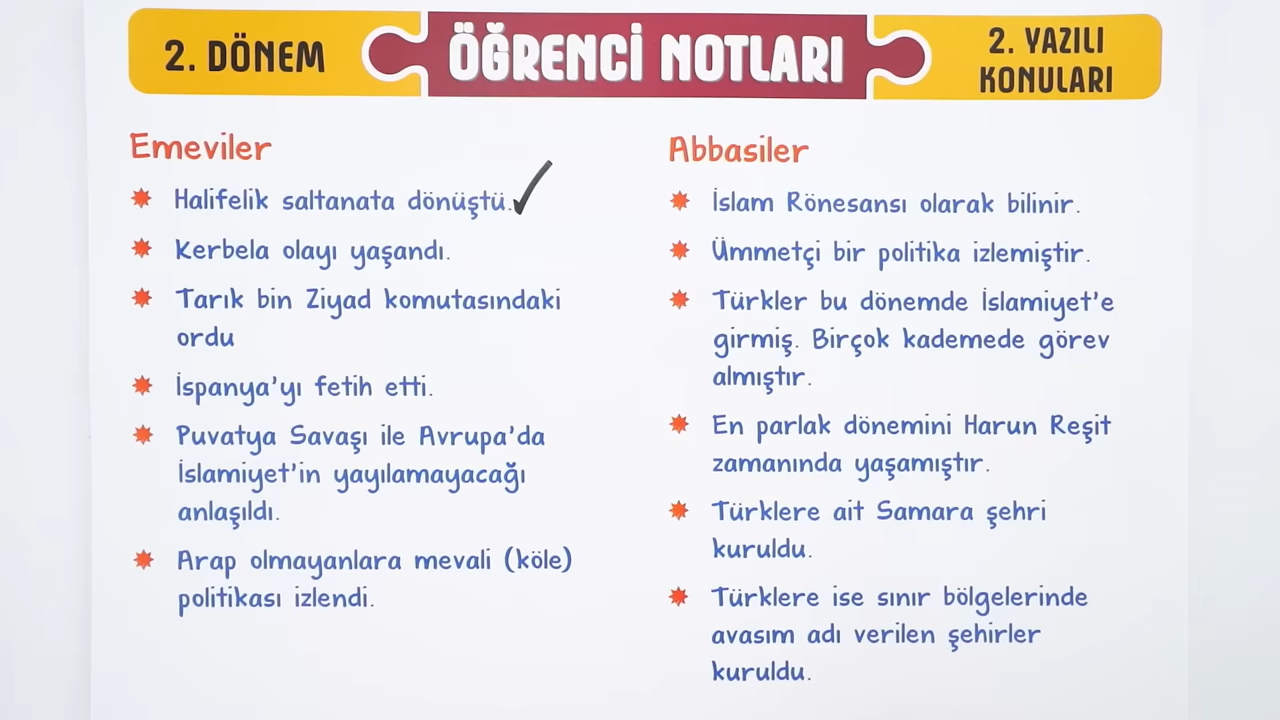 2. DÖNEM
ÖĞRENCİ NOTLARI
2. YAZILI
KONULARI
Emeviler
Halifelik saltanata dönüştü.
Kerbela olayı yaşandı.
Tarık bin Ziyad komutasındaki
ordu
İspanya'yı fetih etti.
Puvatya Savaşı ile Avrupa'da
İslamiyet'in yayılamayacağı
anlaşıldı.
Arap olmayanlara mevali (köle)
politikası izlendi.
Abbasiler
İslam Rönesansı olarak bilinir.
Ümmetçi bir politika izlemiştir.
Türkler bu dönemde İslamiyet'e
girmiş. Birçok kademede görev
almıştır.
En parlak dönemini Harun Reşit
zamanında yaşamıştır.
Türklere ait Samara şehri
kuruldu.
Türklere ise sınır bölgelerinde
avasım adı verilen şehirler
kuruldu.